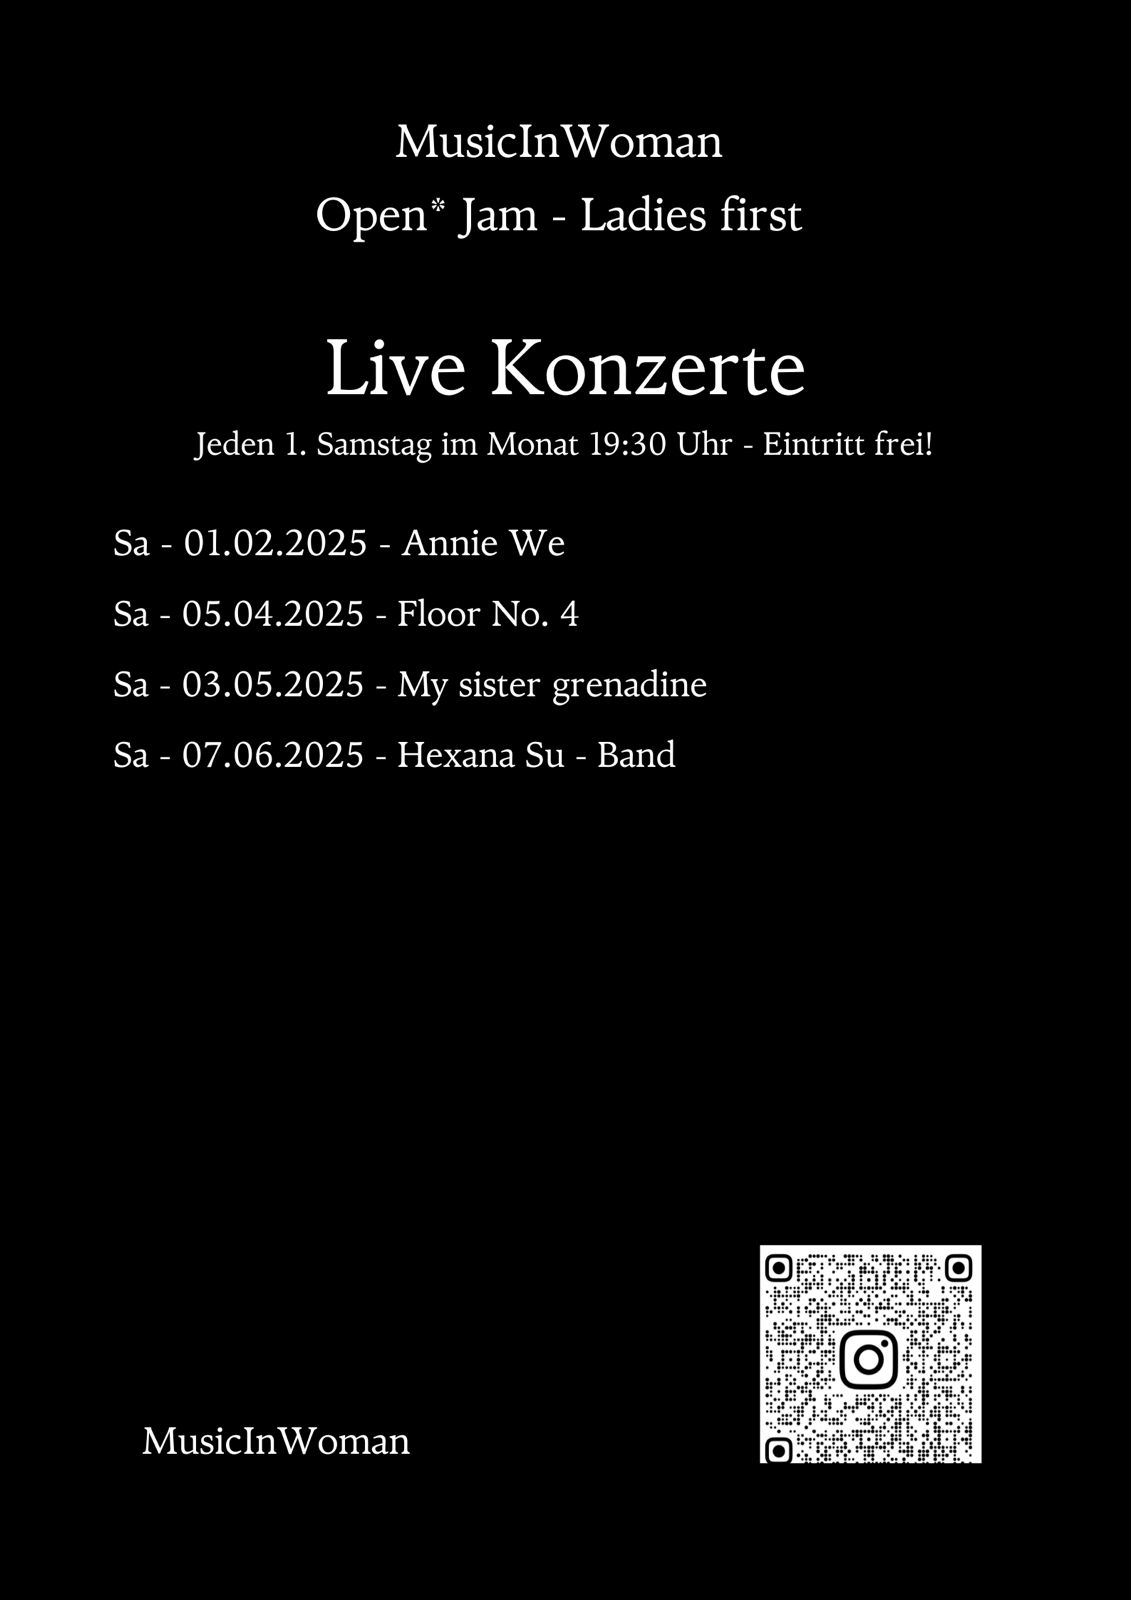 MusicInWoman
Open* Jam - Ladies first
Live Konzerte
Jeden 1. Samstag im Monat 19:30 Uhr - Eintritt frei!
Sa - 01.02.2025 - Annie We
Sa - 05.04.2025 - Floor No. 4
Sa - 03.05.2025 - My sister grenadine
Sa - 07.06.2025 - Hexana Su - Band
MusicInWoman